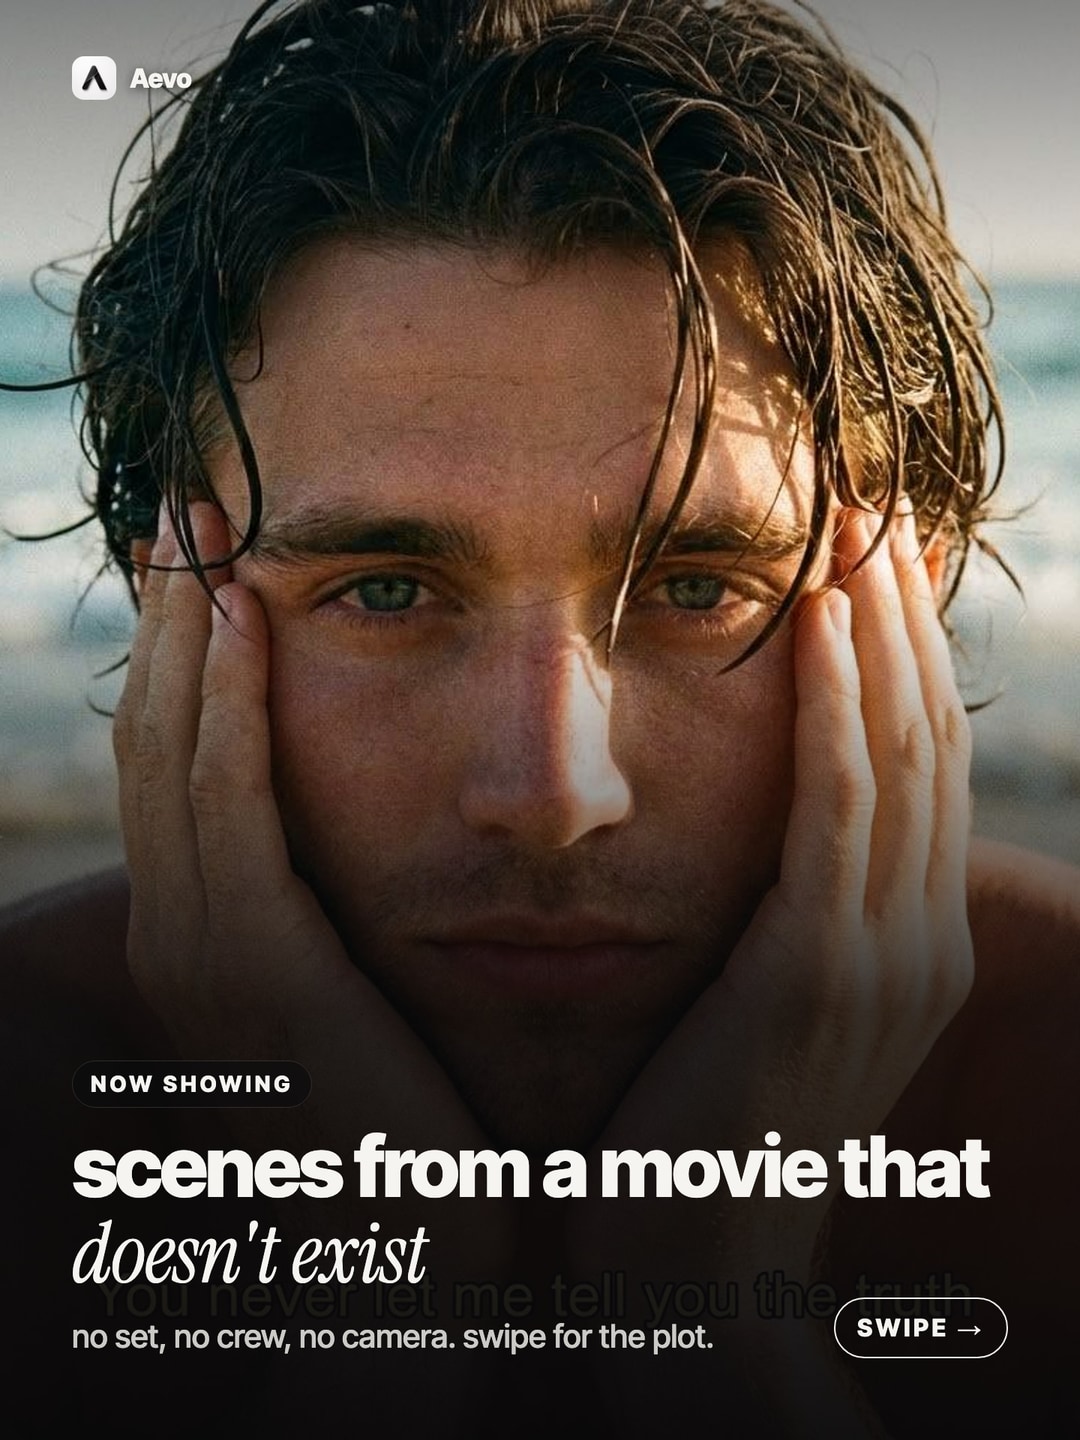 Aevo
NOW SHOWING
scenes from a movie that
doesn't exist
You never let me tell you the truth
no set, no crew, no camera. swipe for the plot.
SWIPE →